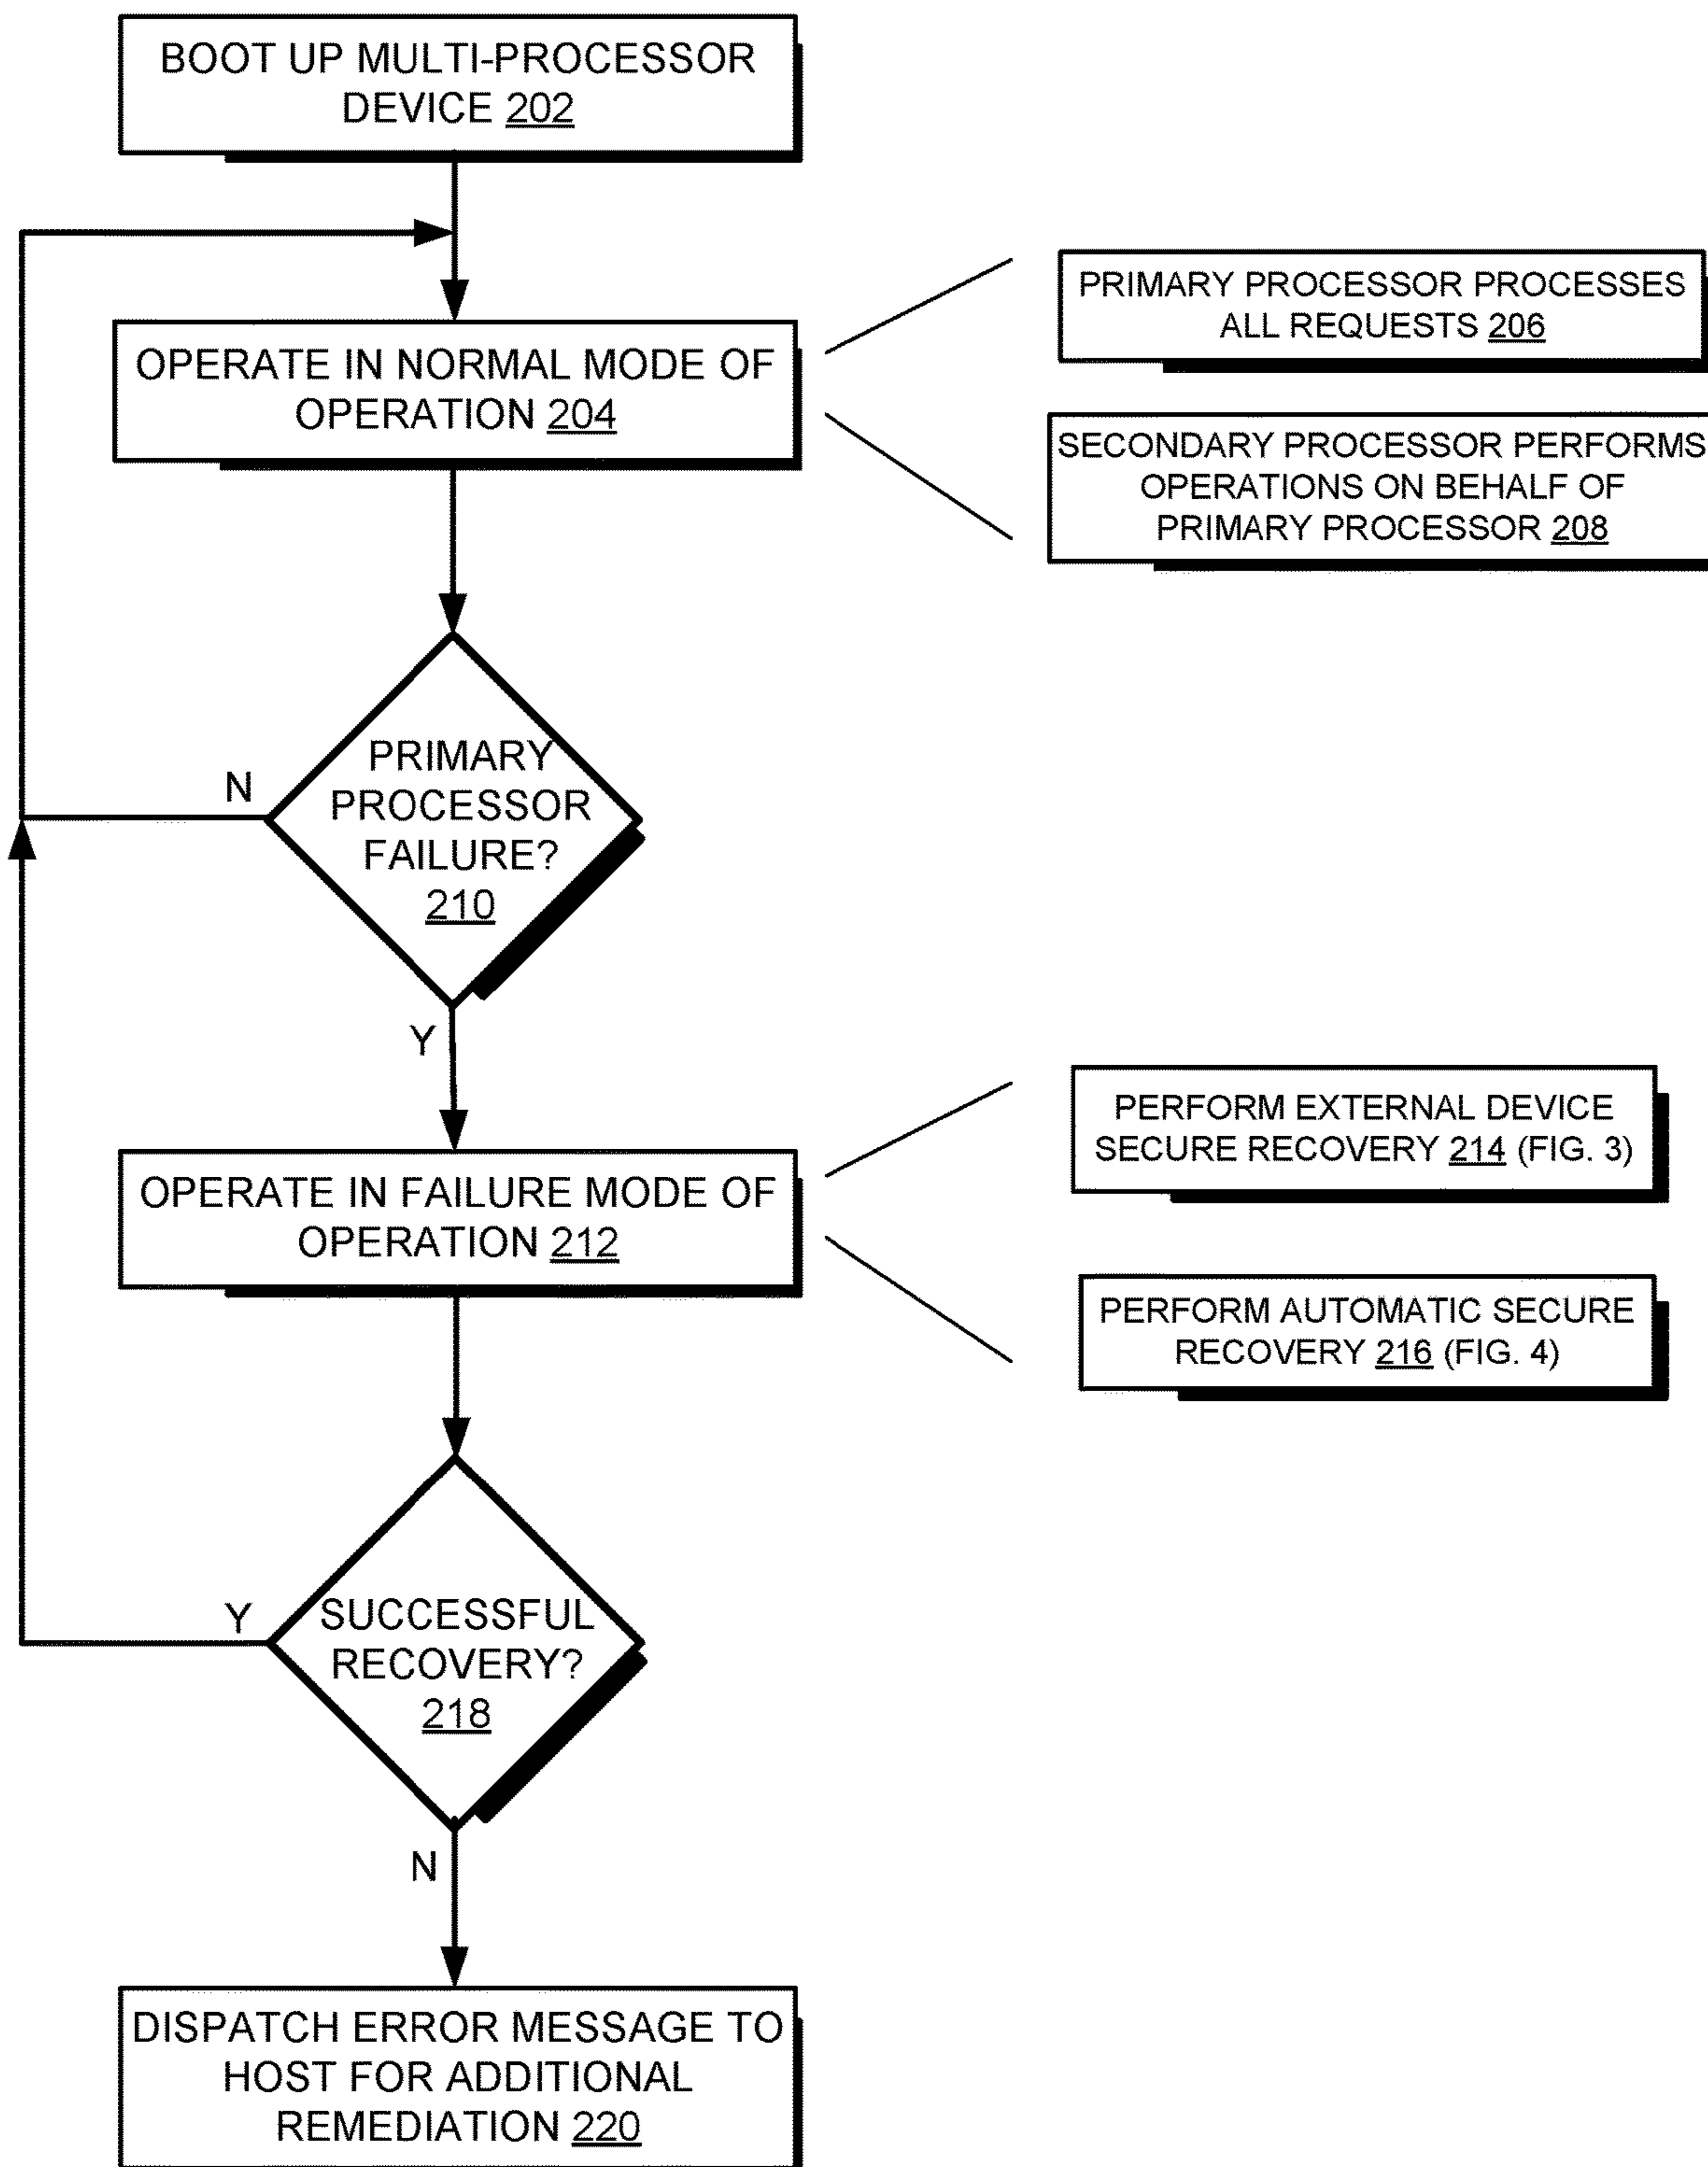 BOOT UP MULTI-PROCESSOR
DEVICE 202
PRIMARY PROCESSOR PROCESSES
ALL REQUESTS 206
OPERATE IN NORMAL MODE OF
OPERATION 204
SECONDARY PROCESSOR PERFORMS
OPERATIONS ON BEHALF OF
PRIMARY PROCESSOR 208
PRIMARY
PROCESSOR
FAILURE?
210
N
Y
PERFORM EXTERNAL DEVICE
SECURE RECOVERY 214 (FIG. 3)
OPERATE IN FAILURE MODE OF
OPERATION 212
PERFORM AUTOMATIC SECURE
RECOVERY 216 (FIG. 4)
SUCCESSFUL
RECOVERY?
218
Y
N
DISPATCH ERROR MESSAGE TO
HOST FOR ADDITIONAL
REMEDIATION 220